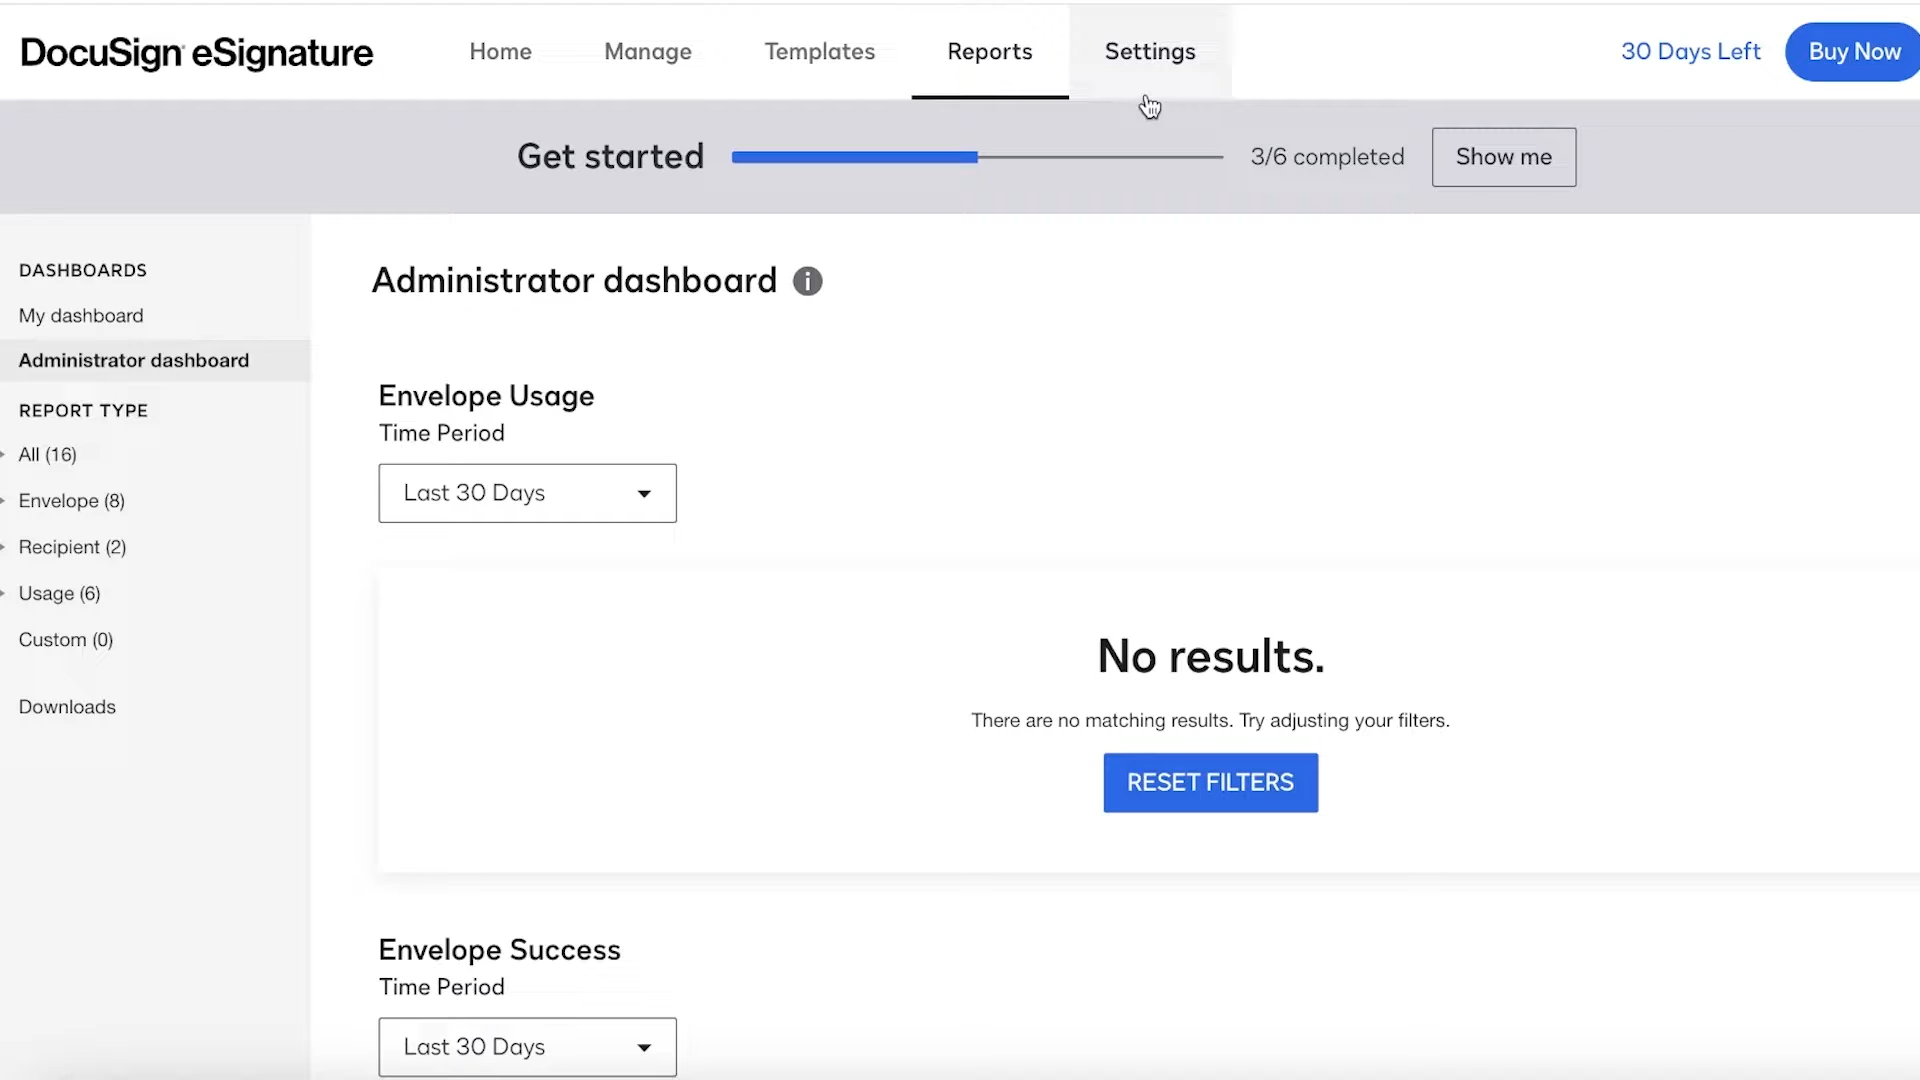 DocuSign eSignature
Home
Manage
Templates
Reports
Settings
30 Days Left
Buy Now
Get started
3/6 completed
Show me
DASHBOARDS
My dashboard
Administrator dashboard
REPORT TYPE
All (16)
Envelope (8)
Recipient (2)
Usage (6)
Custom (0)
Downloads
Administrator dashboard
Envelope Usage
Time Period
Last 30 Days
No results.
There are no matching results. Try adjusting your filters.
RESET FILTERS
Envelope Success
Time Period
Last 30 Days